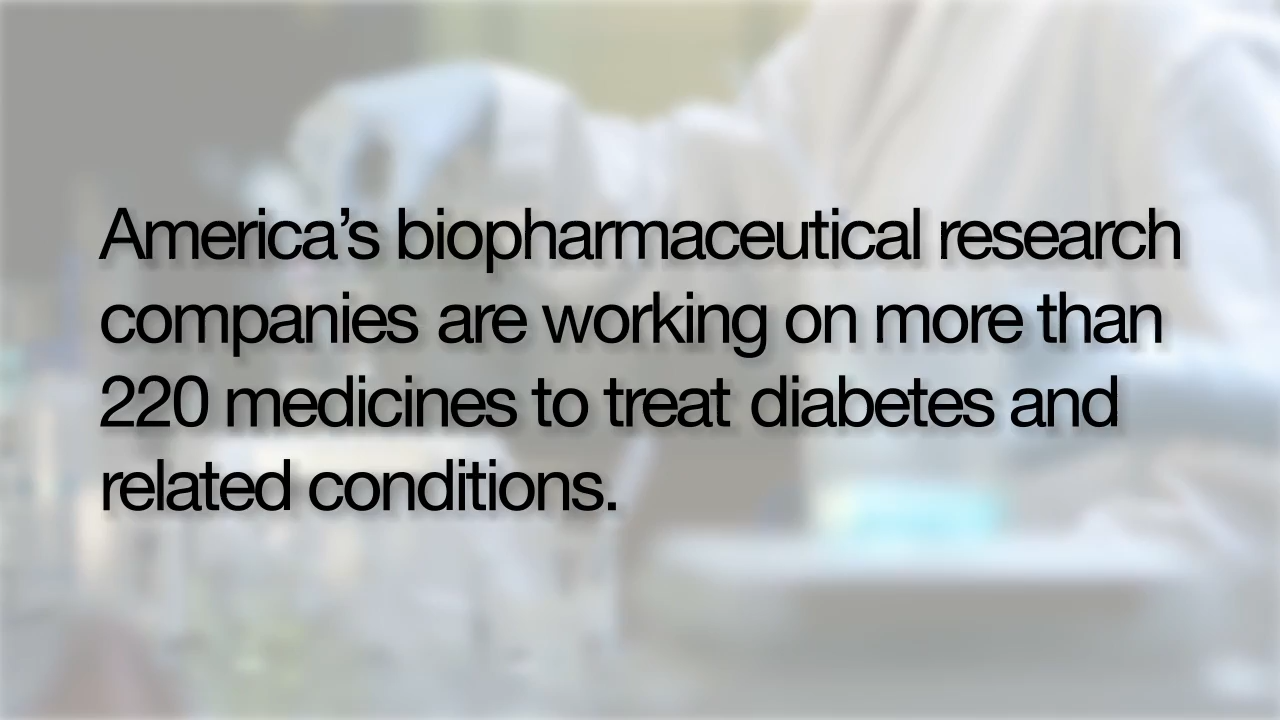 America’s biopharmaceutical research
companies are working on more than
220 medicines to treat diabetes and
related conditions.